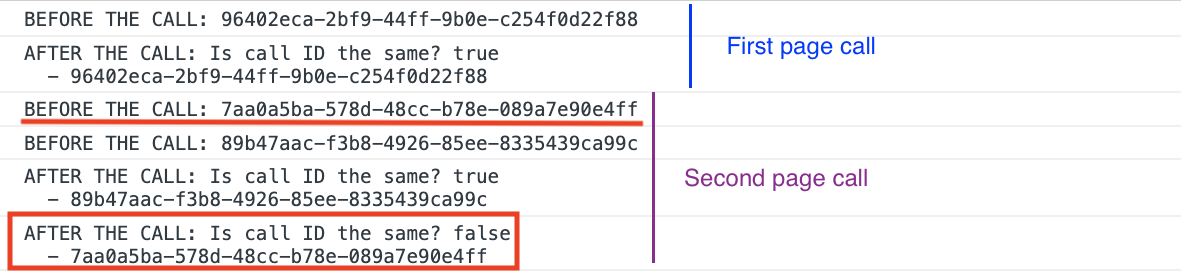 BEFORE THE CALL: 96402eca-2bf9-44ff-9b0e-c254f0d22f88
AFTER THE CALL: Is call ID the same? true
- 96402eca-2bf9-44ff-9b0e-c254f0d22f88
First page call
BEFORE THE CALL: 7aa0a5ba-578d-48cc-b78e-089a7e90e4ff
BEFORE THE CALL: 89b47aac-f3b8-4926-85ee-8335439ca99c
AFTER THE CALL: Is call ID the same? true
- 89b47aac-f3b8-4926-85ee-8335439ca99c
AFTER THE CALL: Is call ID the same? false
- 7aa0a5ba-578d-48cc-b78e-089a7e90e4ff
Second page call